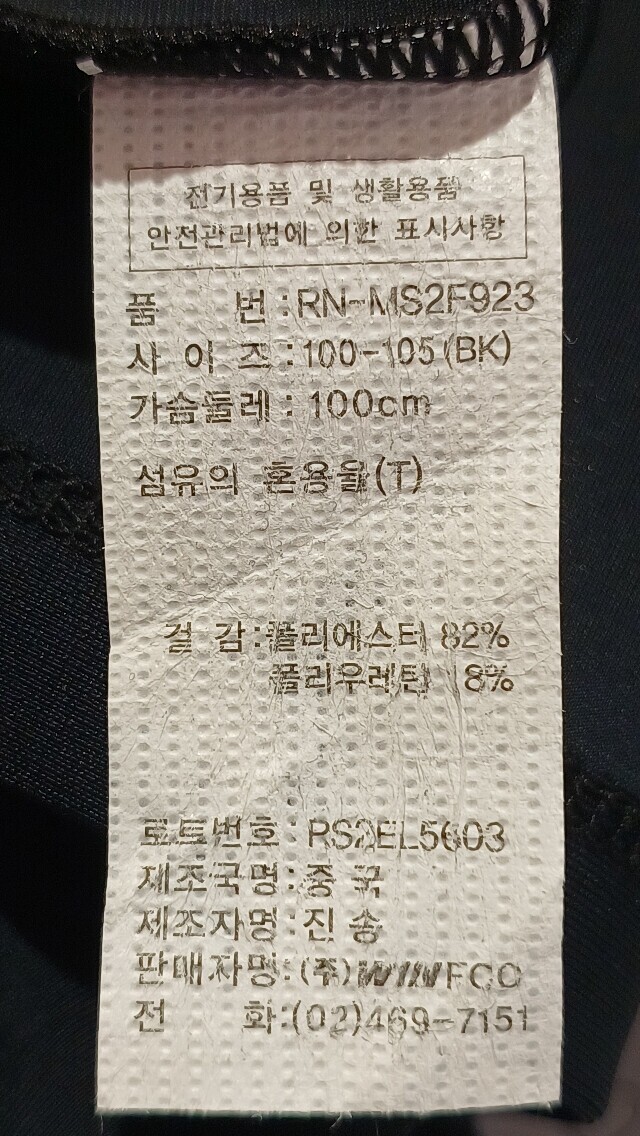 전기용품 및 생활용품
안전관리법에 의한 표시사항
품 번 : RN-MS2F923
사 이 즈 : 100-105(BK)
가슴둘레 : 100cm
섬유의 혼용율(T)
겉 감 : 폴리에스터 82%
폴리우레탄 8%
로트번호 : RS2EL5603
제조국명 : 중 국
제조자명 : 진 송
판매자명 : (주)WINFCO
전 화 : (02)469-7151